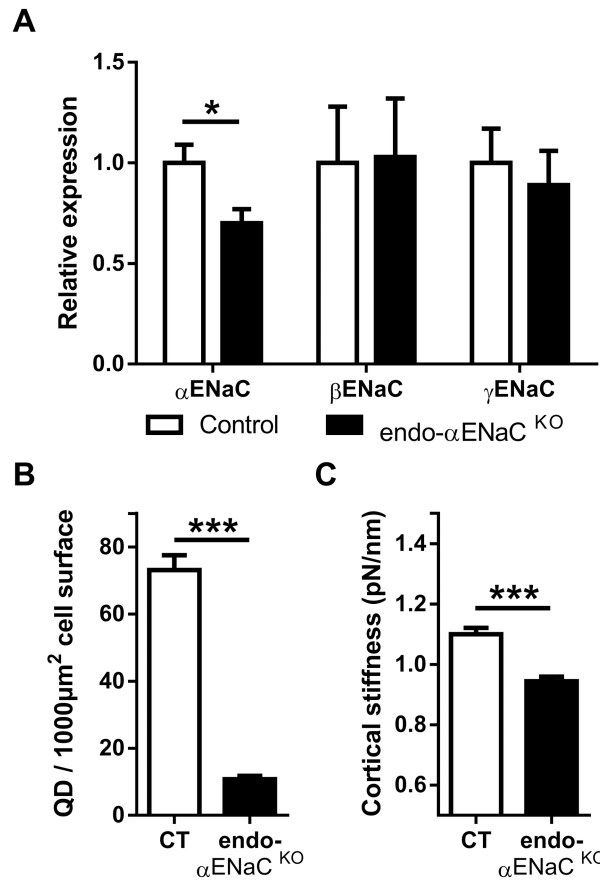 A
1.5
1.0
0.5
0.0
Relative expression
*
αENaC βENaC γENaC
Control endo-αENaC KO
B
80
60
40
20
0
QD / 1000µm2 cell surface
***
CT endo-
αENaC KO
C
1.4
1.2
1.0
0.8
0.6
Cortical stiffness (pN/nm)
***
CT endo-
αENaC KO